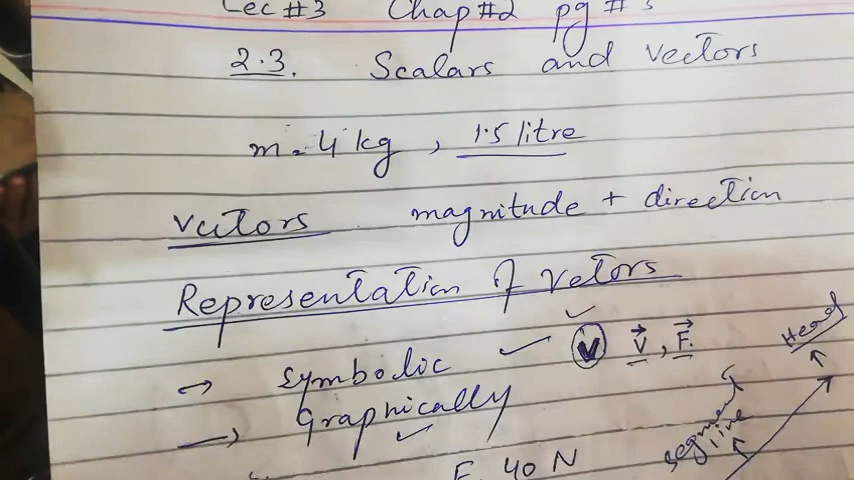 Lec #3 Chap #2 pg # 3
2.3. Scalars and Vectors
m = 4 kg , 1.5 litre
Vectors magnitude + direction
Representation of Vetors
→ Symbolic V V⃗ , F⃗.
→ Graphically
Head
segment
line
F 40 N